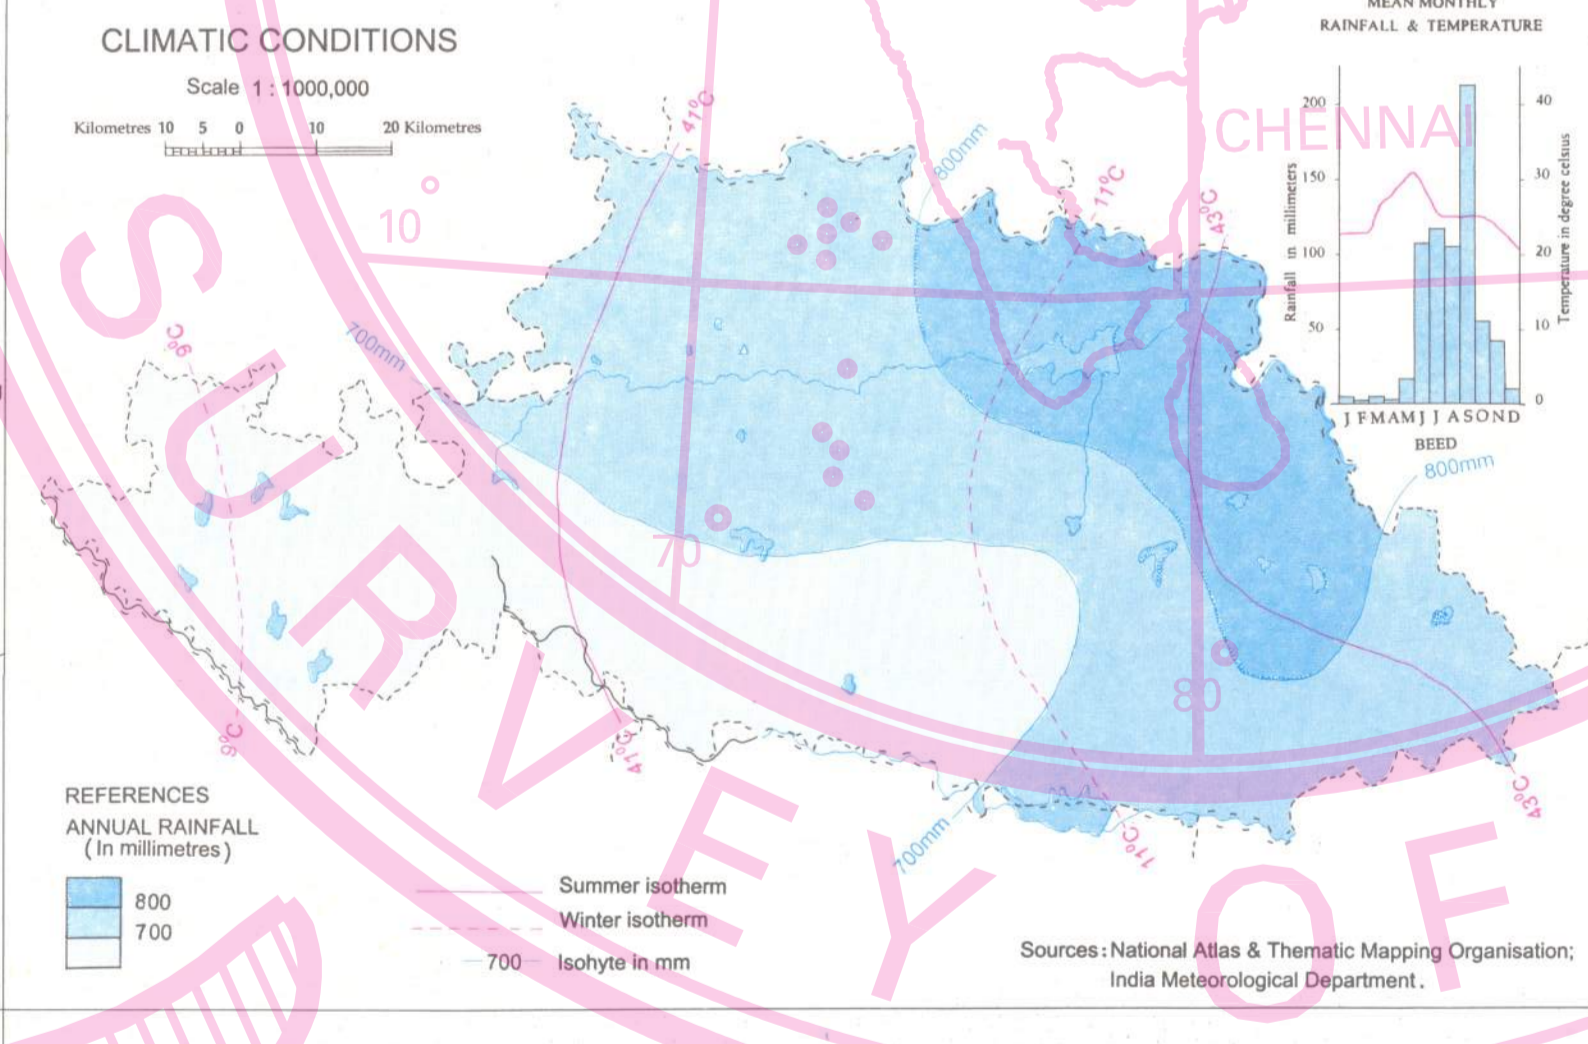 CLIMATIC CONDITIONS
Scale 1 : 1000,000
Kilometres 10 5 0 10 20 Kilometres
MEAN MONTHLY
RAINFALL & TEMPERATURE
200
150
100
50
Rainfall in millimeters
40
30
20
10
0
Temperature in degree celsius
J F M A M J J A S O N D
BEED
CHENNAI
10°
70
80
SURVEY OF
41°C
800mm
11°C
43°C
9°C
700mm
800mm
9°C
41°C
700mm
11°C
43°C
REFERENCES
ANNUAL RAINFALL
(In millimetres)
800
700
Summer isotherm
Winter isotherm
700 Isohyte in mm
Sources: National Atlas & Thematic Mapping Organisation;
India Meteorological Department.